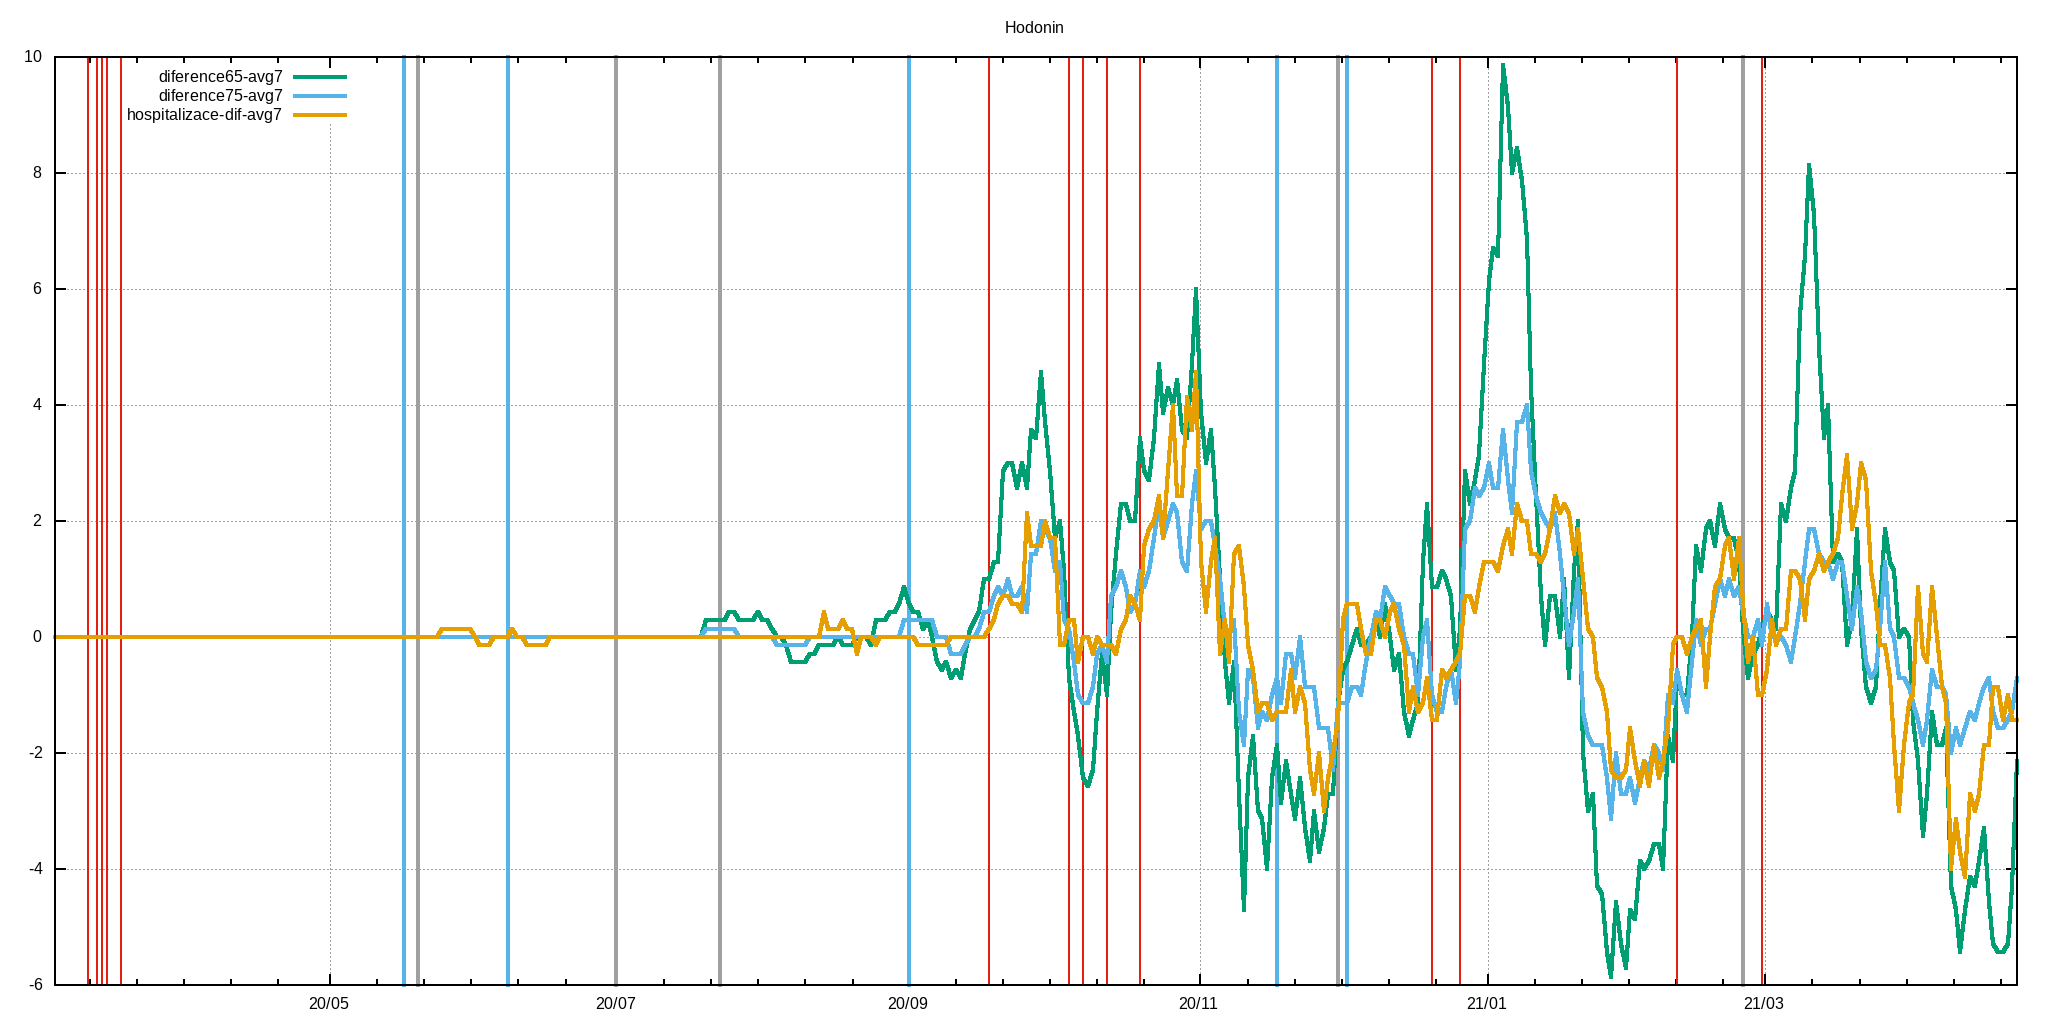 Hodonin
10
diference65-avg7
diference75-avg7
hospitalizace-dif-avg7
8
6
4
2
0
-2
-4
-6
20/05 20/07 20/09 20/11 21/01 21/03